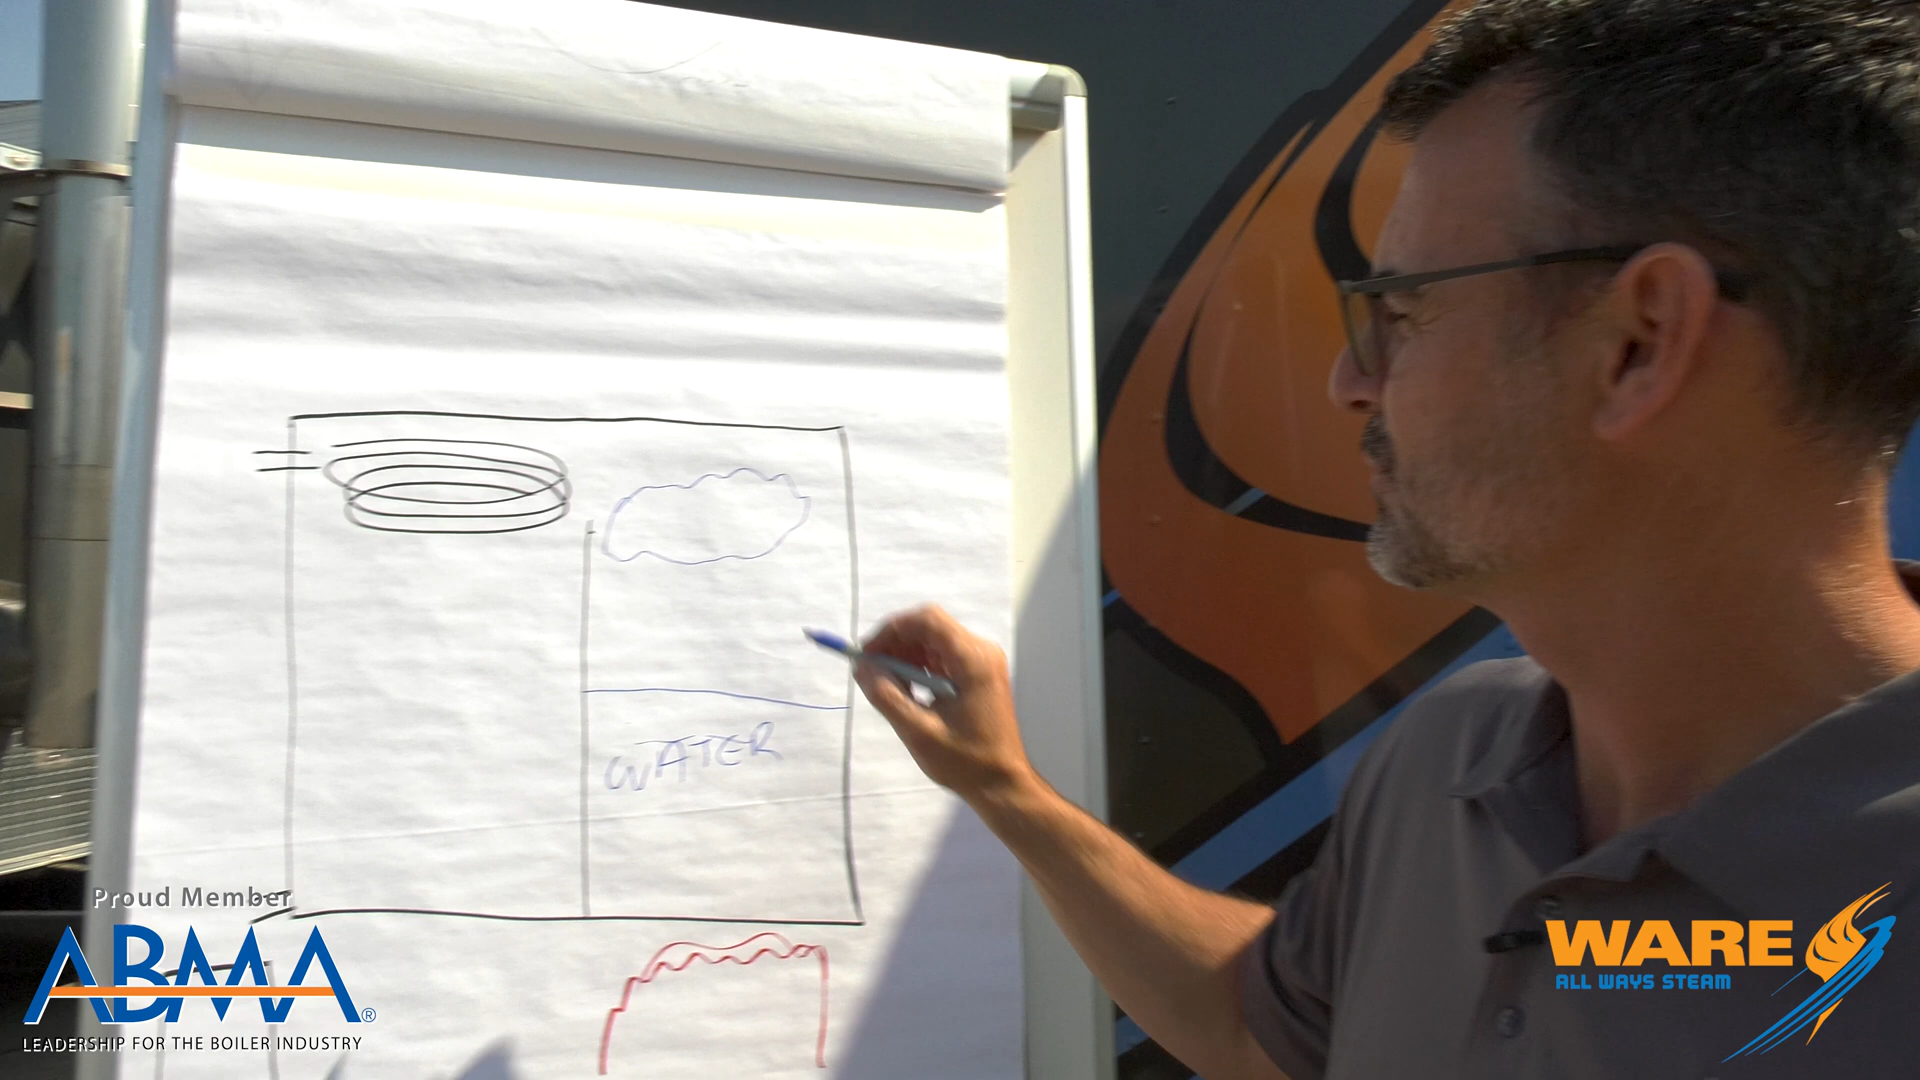 WATER
Proud Member
ABMA®
LEADERSHIP FOR THE BOILER INDUSTRY
WARE
ALL WAYS STEAM